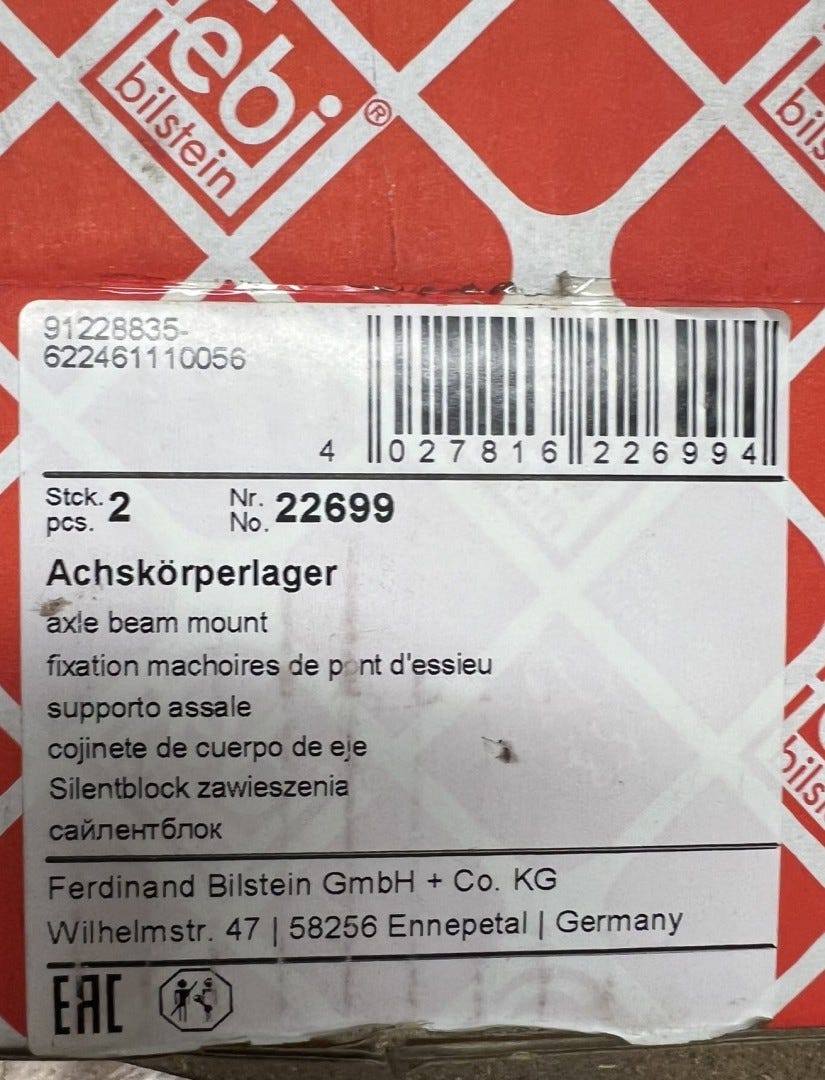 febi®
bilstein
bils
91228835-
622461110056
4 027816 226994
Stck. 2 Nr. 22699
pcs. No.
Achskörperlager
axle beam mount
fixation machoires de pont d'essieu
supporto assale
cojinete de cuerpo de eje
Silentblock zawieszenia
сайлентблок
bilst
Ferdinand Bilstein GmbH + Co. KG
Wilhelmstr. 47 | 58256 Ennepetal | Germany
EAC